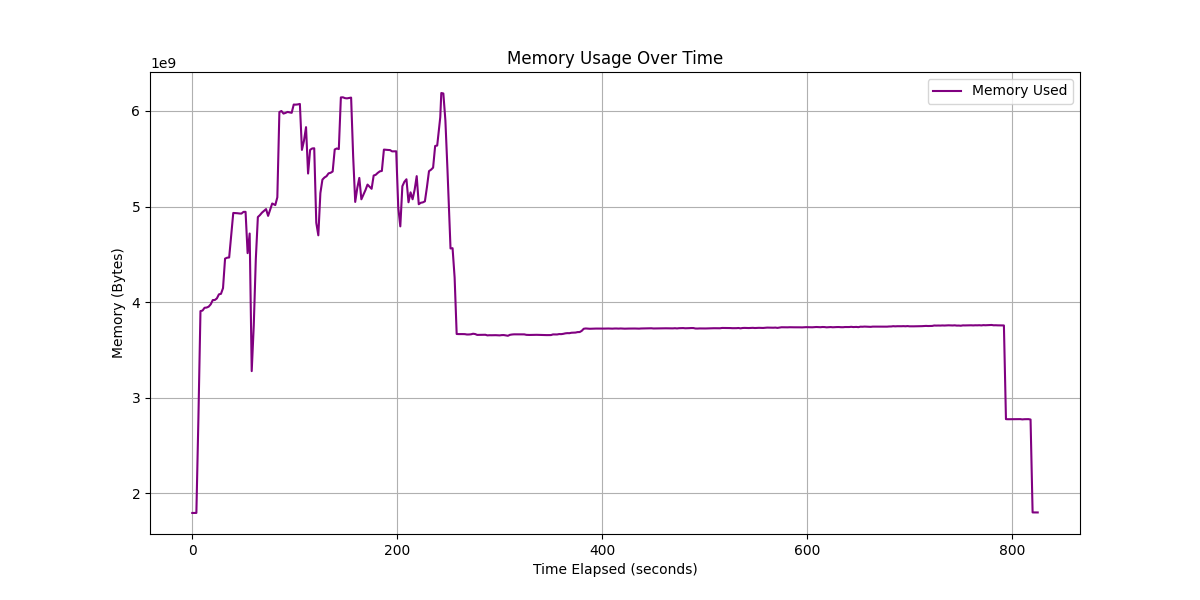 Memory Usage Over Time
1e9
Memory Used
6
5
4
3
2
Memory (Bytes)
0 200 400 600 800
Time Elapsed (seconds)